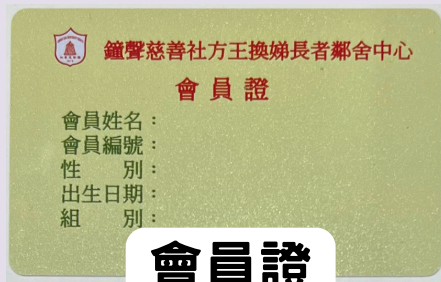 鐘聲慈善社方王換娣長者鄰舍中心
會員證
會員姓名：
會員編號：
性 別：
出生日期：
組 別：
會員證